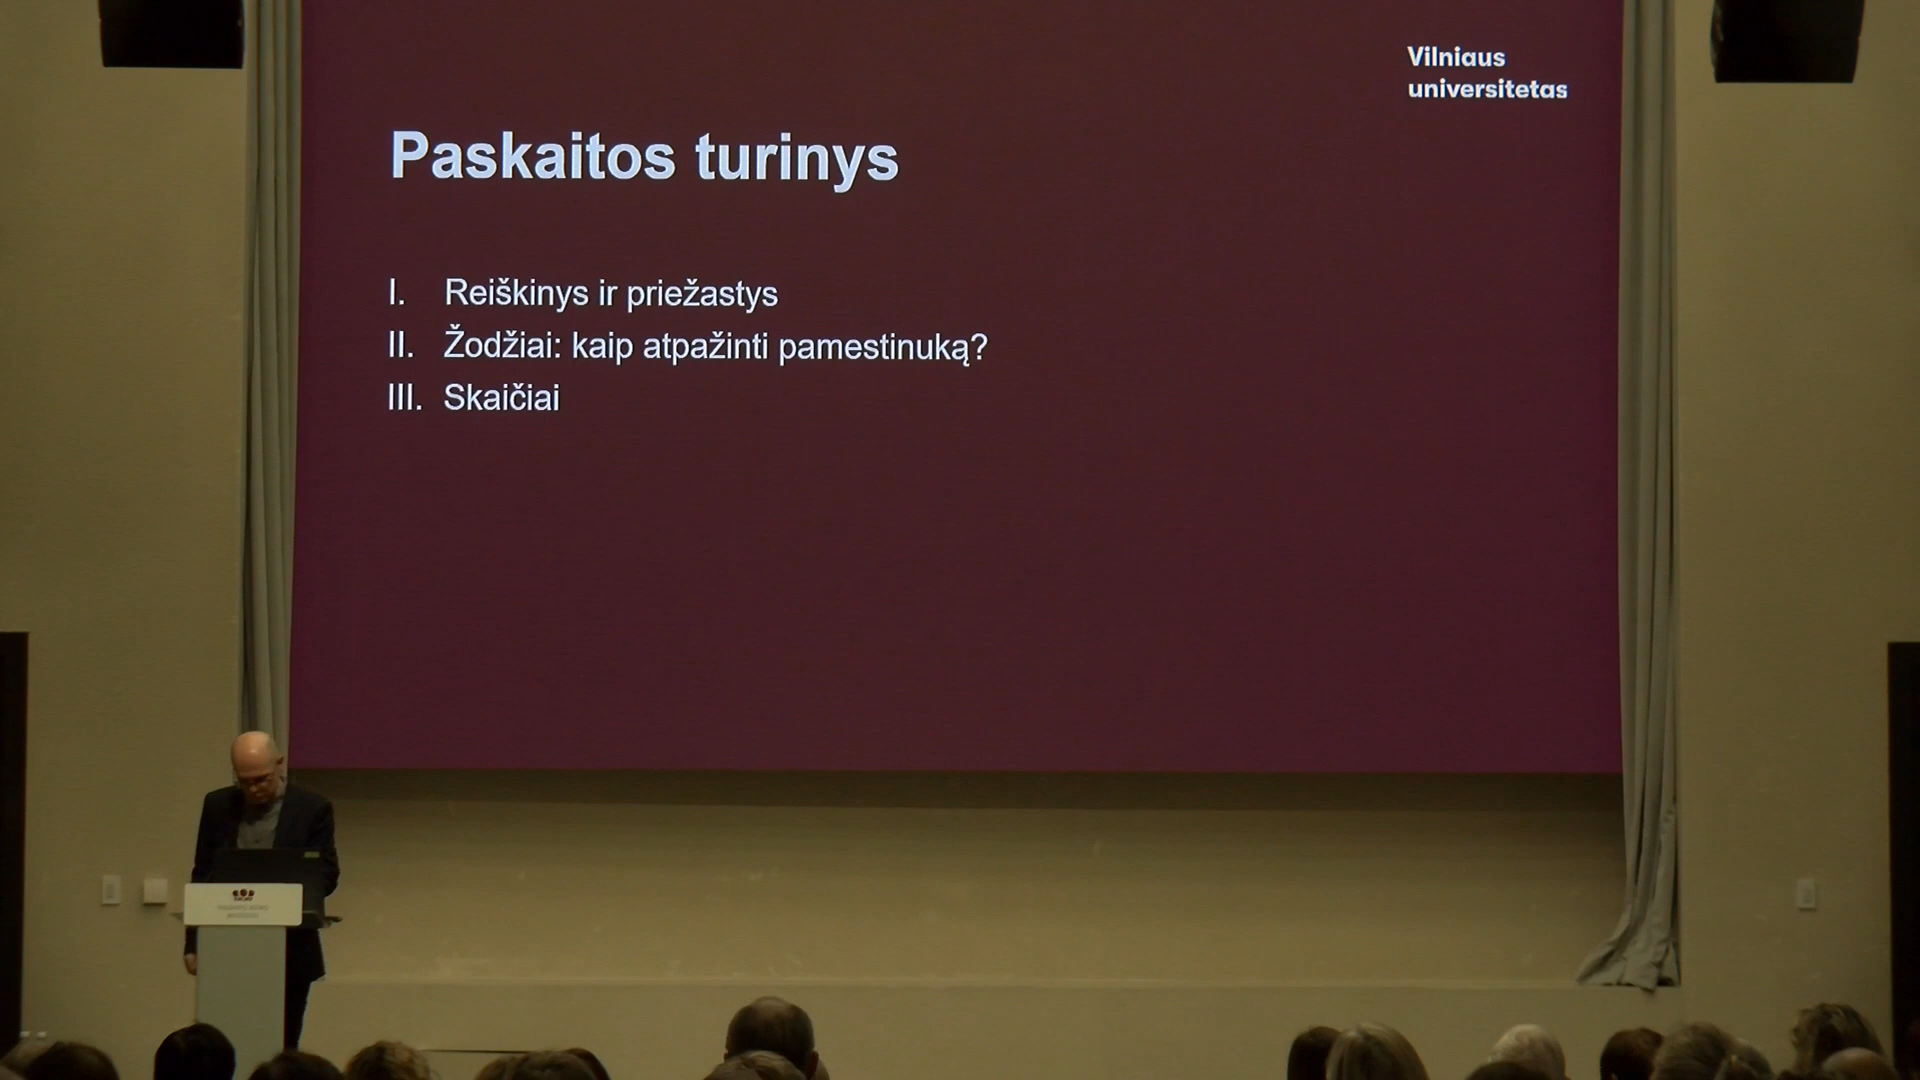 Vilniaus
universitetas
Paskaitos turinys
I. Reiškinys ir priežastys
II. Žodžiai: kaip atpažinti pamestinuką?
III. Skaičiai